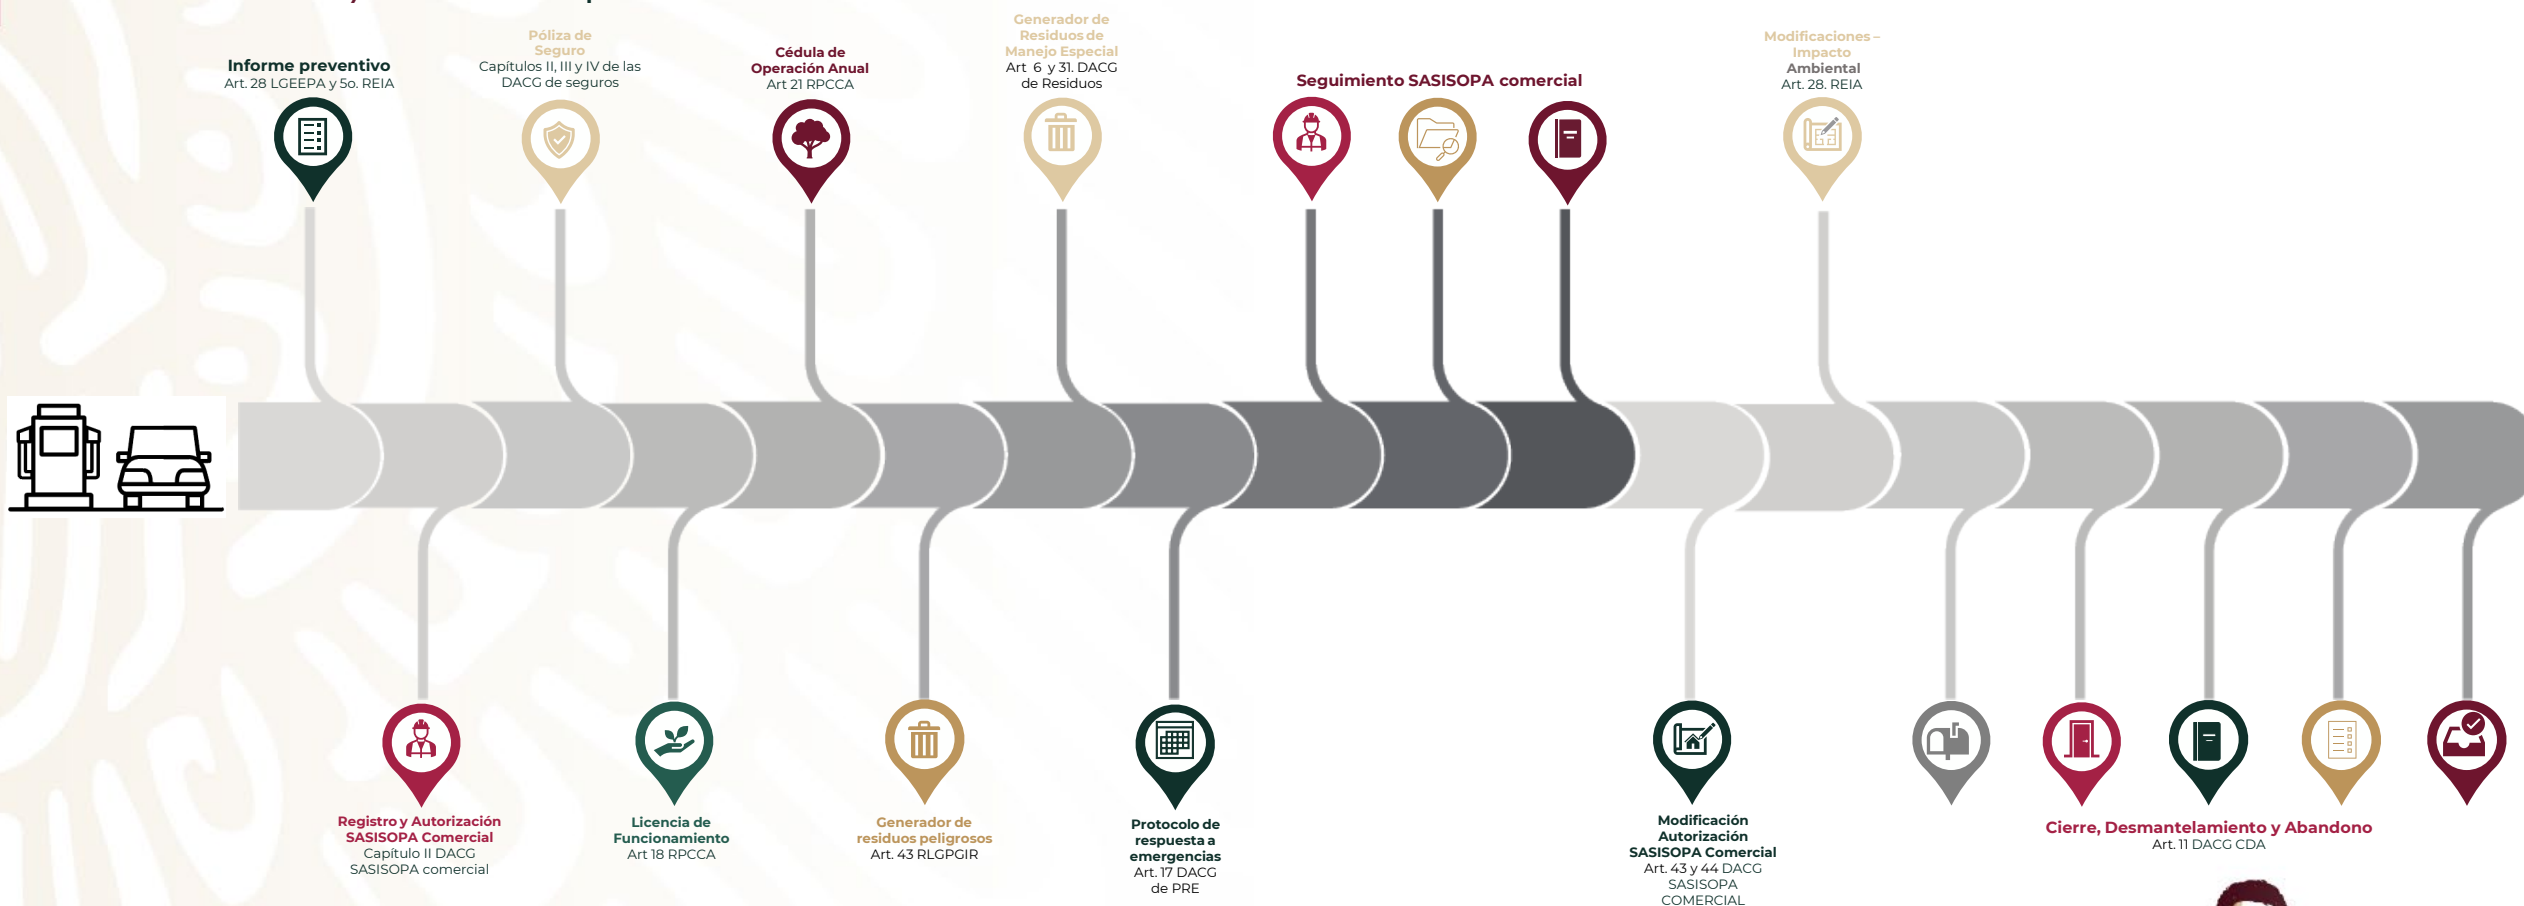 Informe preventivo
Art. 28 LGEEPA y 5o. REIA
Póliza de
Seguro
Capítulos II, III y IV de las
DACG de seguros
Cédula de
Operación Anual
Art 21 RPCCA
Generador de
Residuos de
Manejo Especial
Art 6 y 31. DACG
de Residuos
Seguimiento SASISOPA comercial
Modificaciones –
Impacto
Ambiental
Art. 28. REIA
Registro y Autorización
SASISOPA Comercial
Capítulo II DACG
SASISOPA comercial
Licencia de
Funcionamiento
Art 18 RPCCA
Generador de
residuos peligrosos
Art. 43 RLGPGIR
Protocolo de
respuesta a
emergencias
Art. 17 DACG
de PRE
Modificación
Autorización
SASISOPA Comercial
Art. 43 y 44 DACG
SASISOPA
COMERCIAL
Cierre, Desmantelamiento y Abandono
Art. 11 DACG CDA